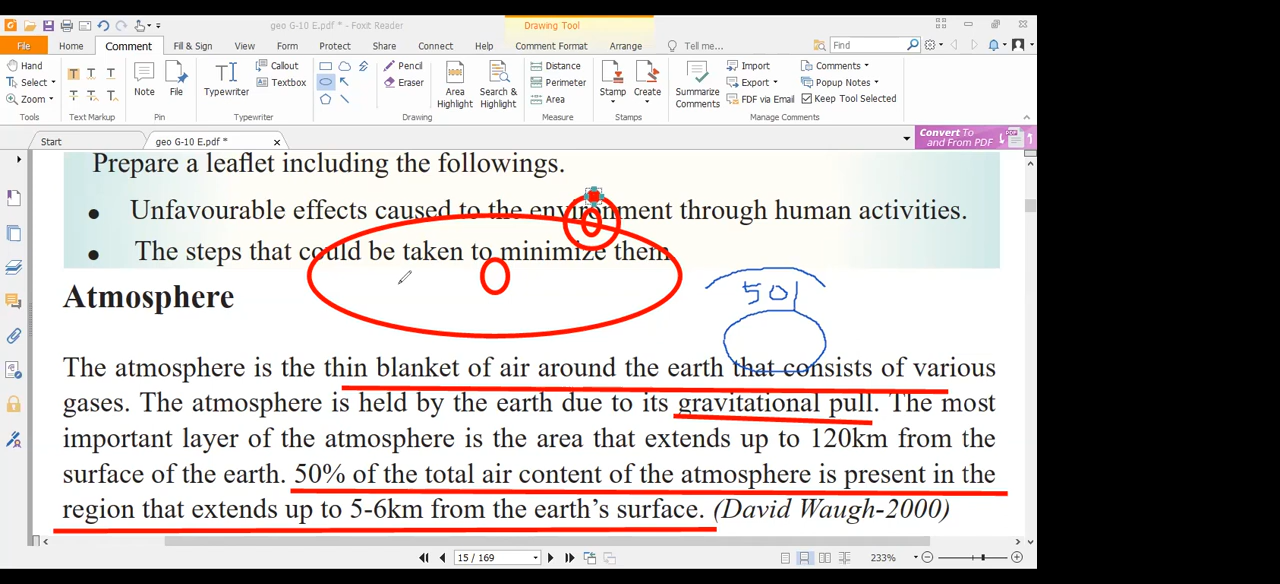 geo G-10 E.pdf * - Foxit Reader
Drawing Tool
File Home Comment Fill & Sign View Form Protect Share Connect Help Comment Format Arrange Tell me... Find
Hand Select Zoom Tools
Text Markup
Note File Pin
Typewriter Callout Textbox Typewriter
Pencil Eraser Drawing
Area Highlight Search & Highlight
Distance Perimeter Area Measure
Stamp Create Stamps
Summarize Comments Import Export FDF via Email Comments Popup Notes Keep Tool Selected Manage Comments
Start geo G-10 E.pdf * Convert To and From PDF
Prepare a leaflet including the followings.
• Unfavourable effects caused to the environment through human activities.
• The steps that could be taken to minimize them
501
Atmosphere
The atmosphere is the thin blanket of air around the earth that consists of various
gases. The atmosphere is held by the earth due to its gravitational pull. The most
important layer of the atmosphere is the area that extends up to 120km from the
surface of the earth. 50% of the total air content of the atmosphere is present in the
region that extends up to 5-6km from the earth's surface. (David Waugh-2000)
15 / 169 233%